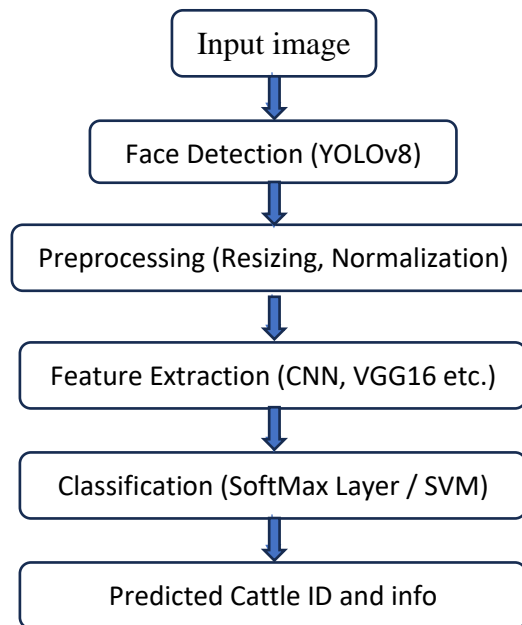 Input image
Face Detection (YOLOv8)
Preprocessing (Resizing, Normalization)
Feature Extraction (CNN, VGG16 etc.)
Classification (SoftMax Layer / SVM)
Predicted Cattle ID and info